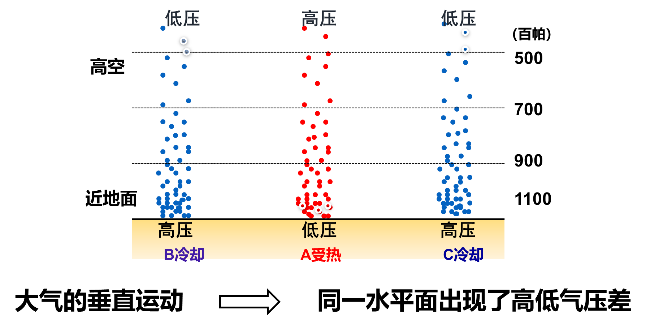 低压 高压 低压
(百帕)
高空 500
700
900
近地面 1100
高压 低压 高压
B冷却 A受热 C冷却
大气的垂直运动 同一水平面出现了高低气压差